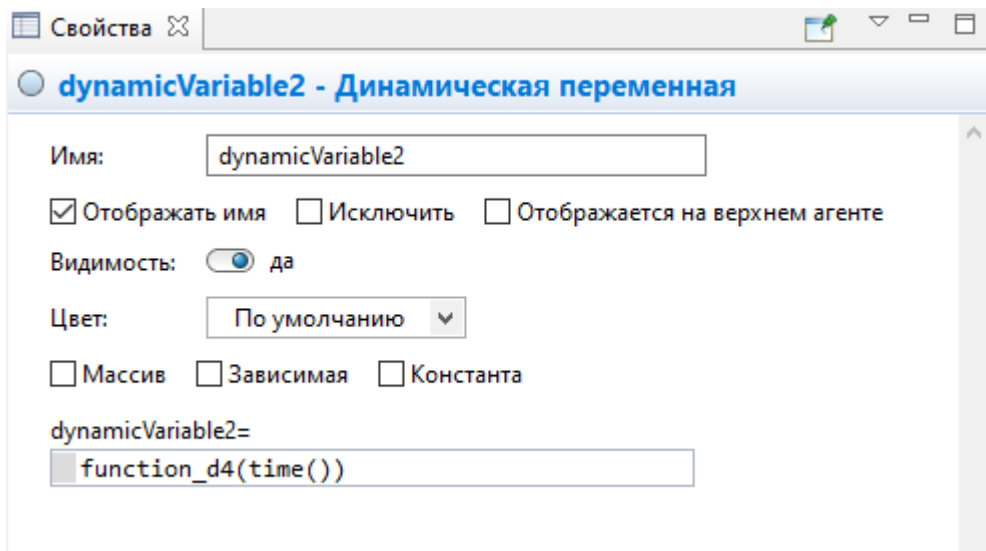 Свойства
dynamicVariable2 - Динамическая переменная
Имя: dynamicVariable2
Отображать имя Исключить Отображается на верхнем агенте
Видимость: да
Цвет: По умолчанию
Массив Зависимая Константа
dynamicVariable2=
function_d4(time())